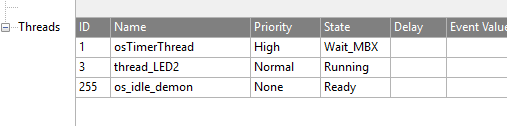 Threads
ID Name Priority State Delay Event Value
1 osTimerThread High Wait_MBX
3 thread_LED2 Normal Running
255 os_idle_demon None Ready